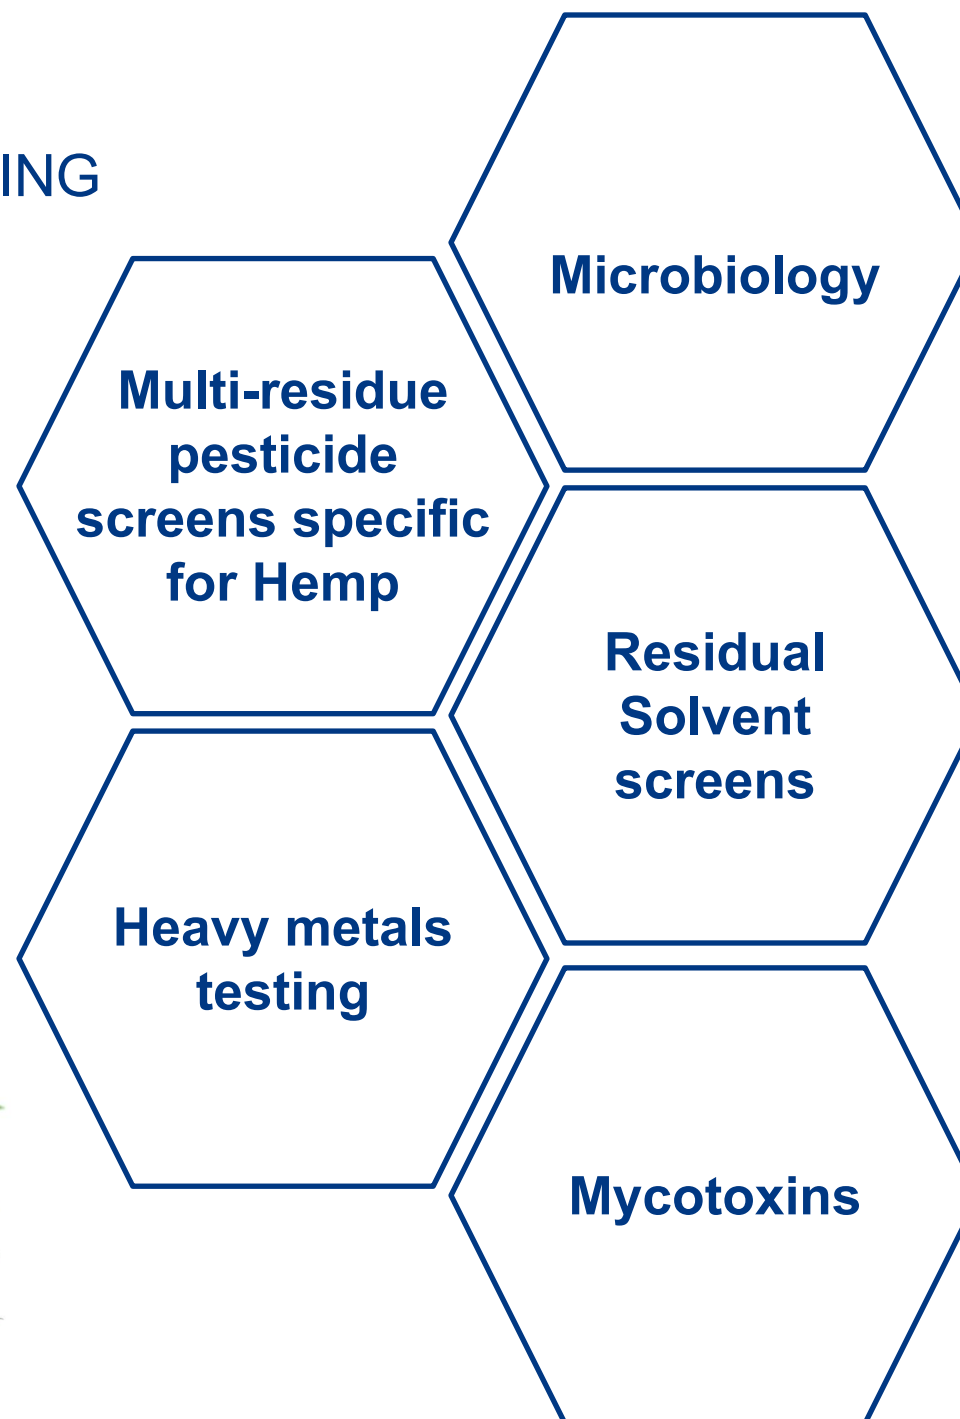 ING
Microbiology
Multi-residue
pesticide
screens specific
for Hemp
Residual
Solvent
screens
Heavy metals
testing
Mycotoxins